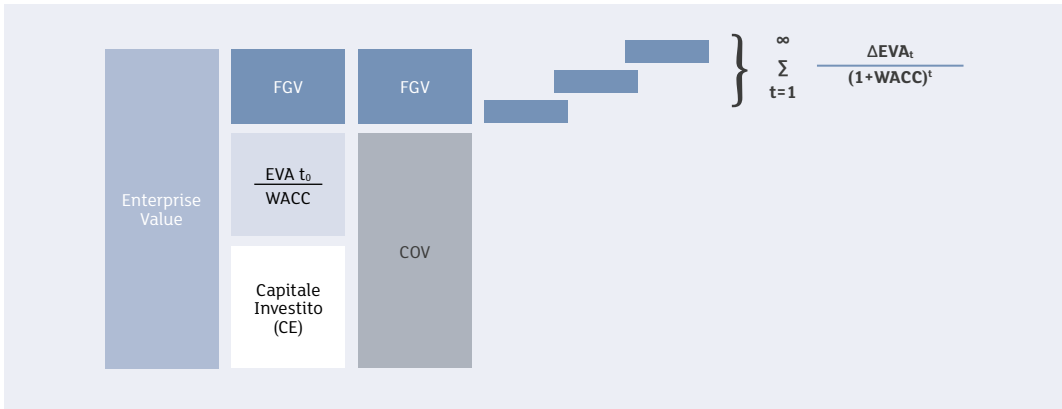 Enterprise
Value
FGV
EVA t₀
WACC
Capitale
Investito
(CE)
FGV
COV
}
∞
Σ
t=1
ΔEVAₜ
(1+WACC)ᵗ